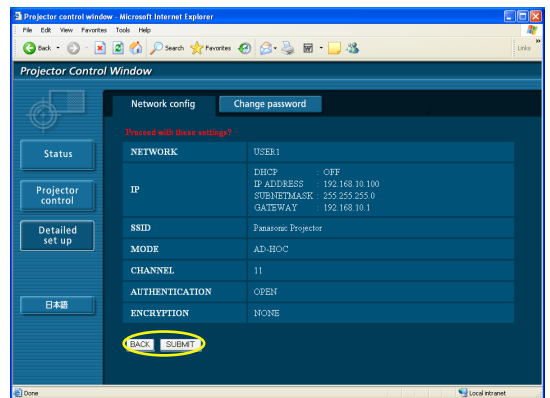 Projector control window - Microsoft Internet Explorer
File Edit View Favorites Tools Help
Back Search Favorites Links
Projector Control Window
Network config Change password
Proceed with these settings?
Status
Projector control
Detailed set up
日本語
NETWORK USER1
IP
DHCP : OFF
IP ADDRESS : 192.168.10.100
SUBNETMASK : 255.255.255.0
GATEWAY : 192.168.10.1
SSID Panasonic Projector
MODE AD-HOC
CHANNEL 11
AUTHENTICATION OPEN
ENCRYPTION NONE
BACK SUBMIT
Done Local intranet